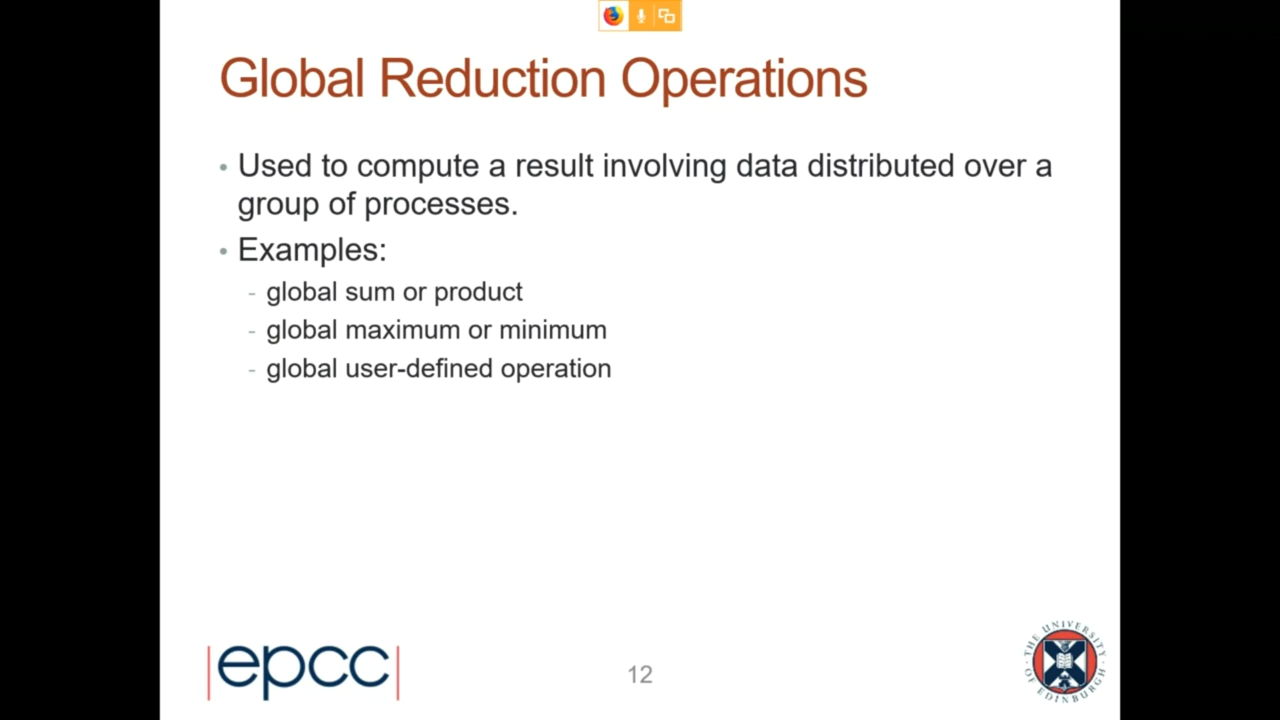 Global Reduction Operations
• Used to compute a result involving data distributed over a
group of processes.
• Examples:
- global sum or product
- global maximum or minimum
- global user-defined operation
|epcc|
12
THE UNIVERSITY OF EDINBURGH